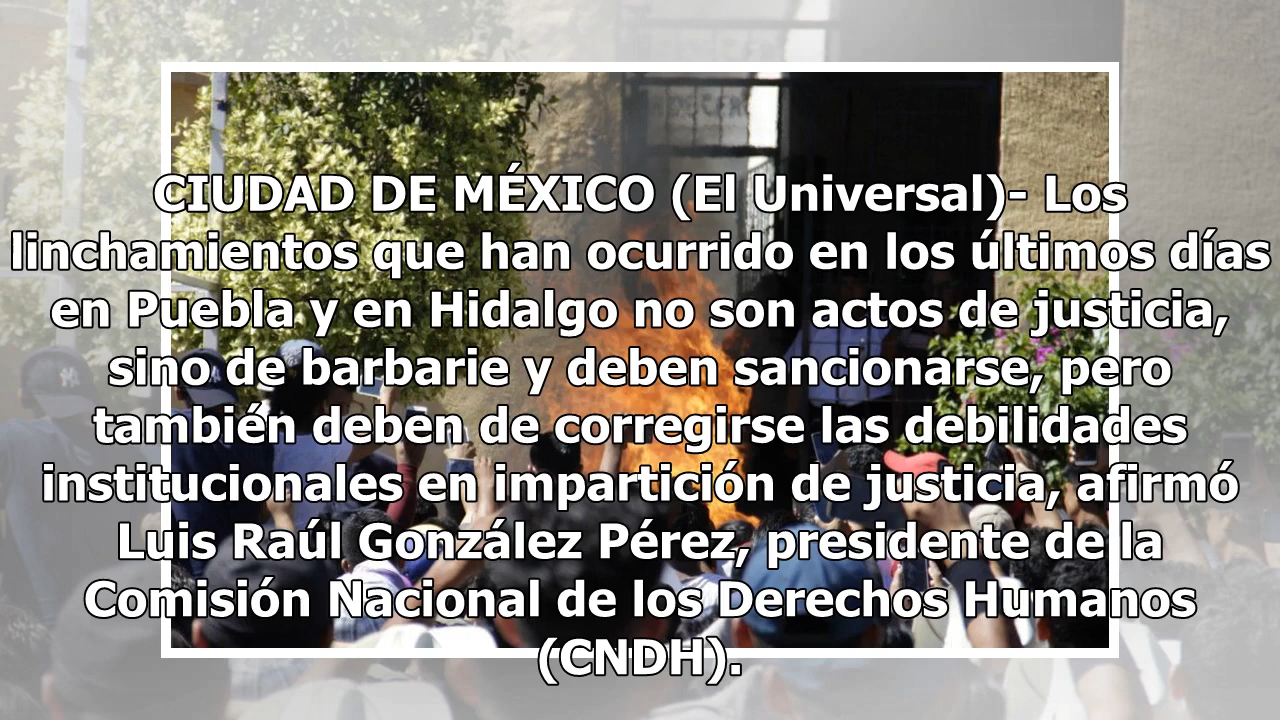 CIUDAD DE MÉXICO (El Universal)- Los
linchamientos que han ocurrido en los últimos días
en Puebla y en Hidalgo no son actos de justicia,
sino de barbarie y deben sancionarse, pero
también deben de corregirse las debilidades
institucionales en impartición de justicia, afirmó
Luis Raúl González Pérez, presidente de la
Comisión Nacional de los Derechos Humanos
(CNDH).